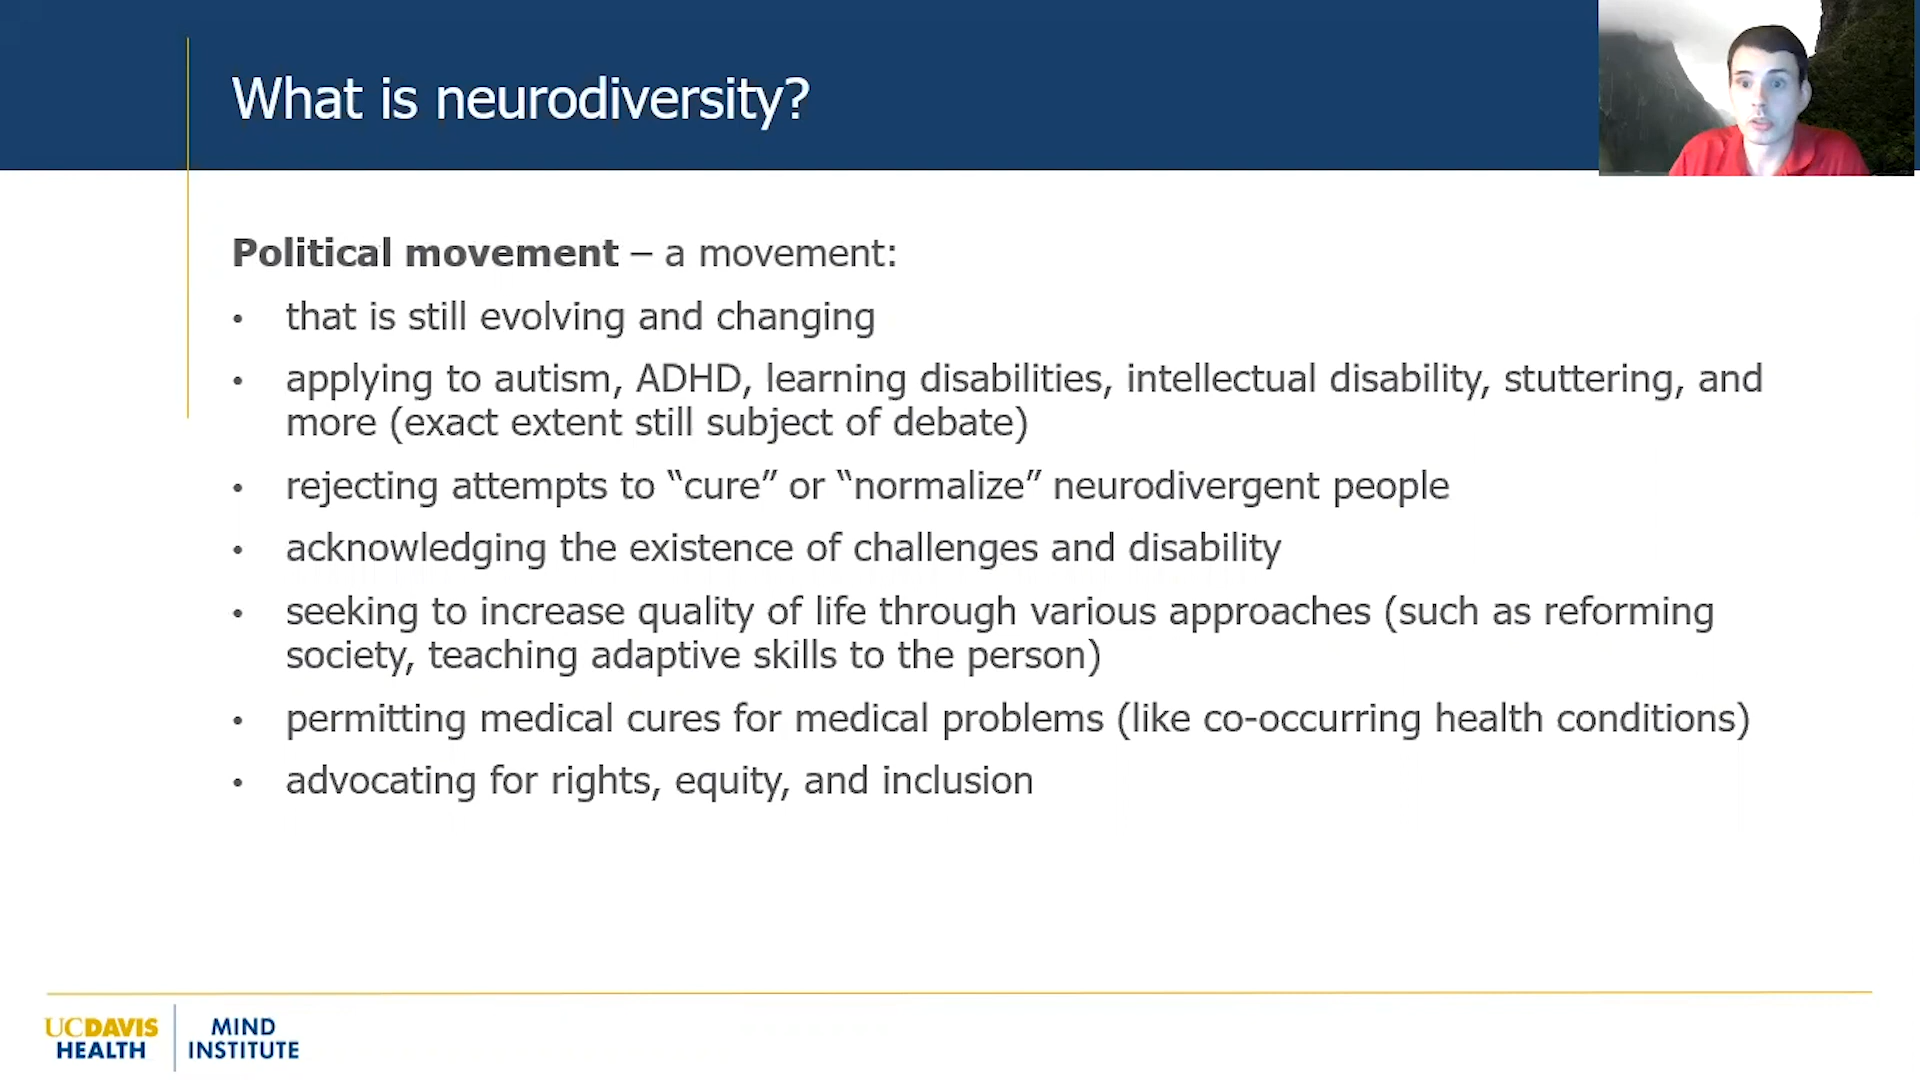 What is neurodiversity?
Political movement – a movement:
• that is still evolving and changing
• applying to autism, ADHD, learning disabilities, intellectual disability, stuttering, and
more (exact extent still subject of debate)
• rejecting attempts to “cure” or “normalize” neurodivergent people
• acknowledging the existence of challenges and disability
• seeking to increase quality of life through various approaches (such as reforming
society, teaching adaptive skills to the person)
• permitting medical cures for medical problems (like co-occurring health conditions)
• advocating for rights, equity, and inclusion
UCDAVIS
HEALTH
MIND
INSTITUTE